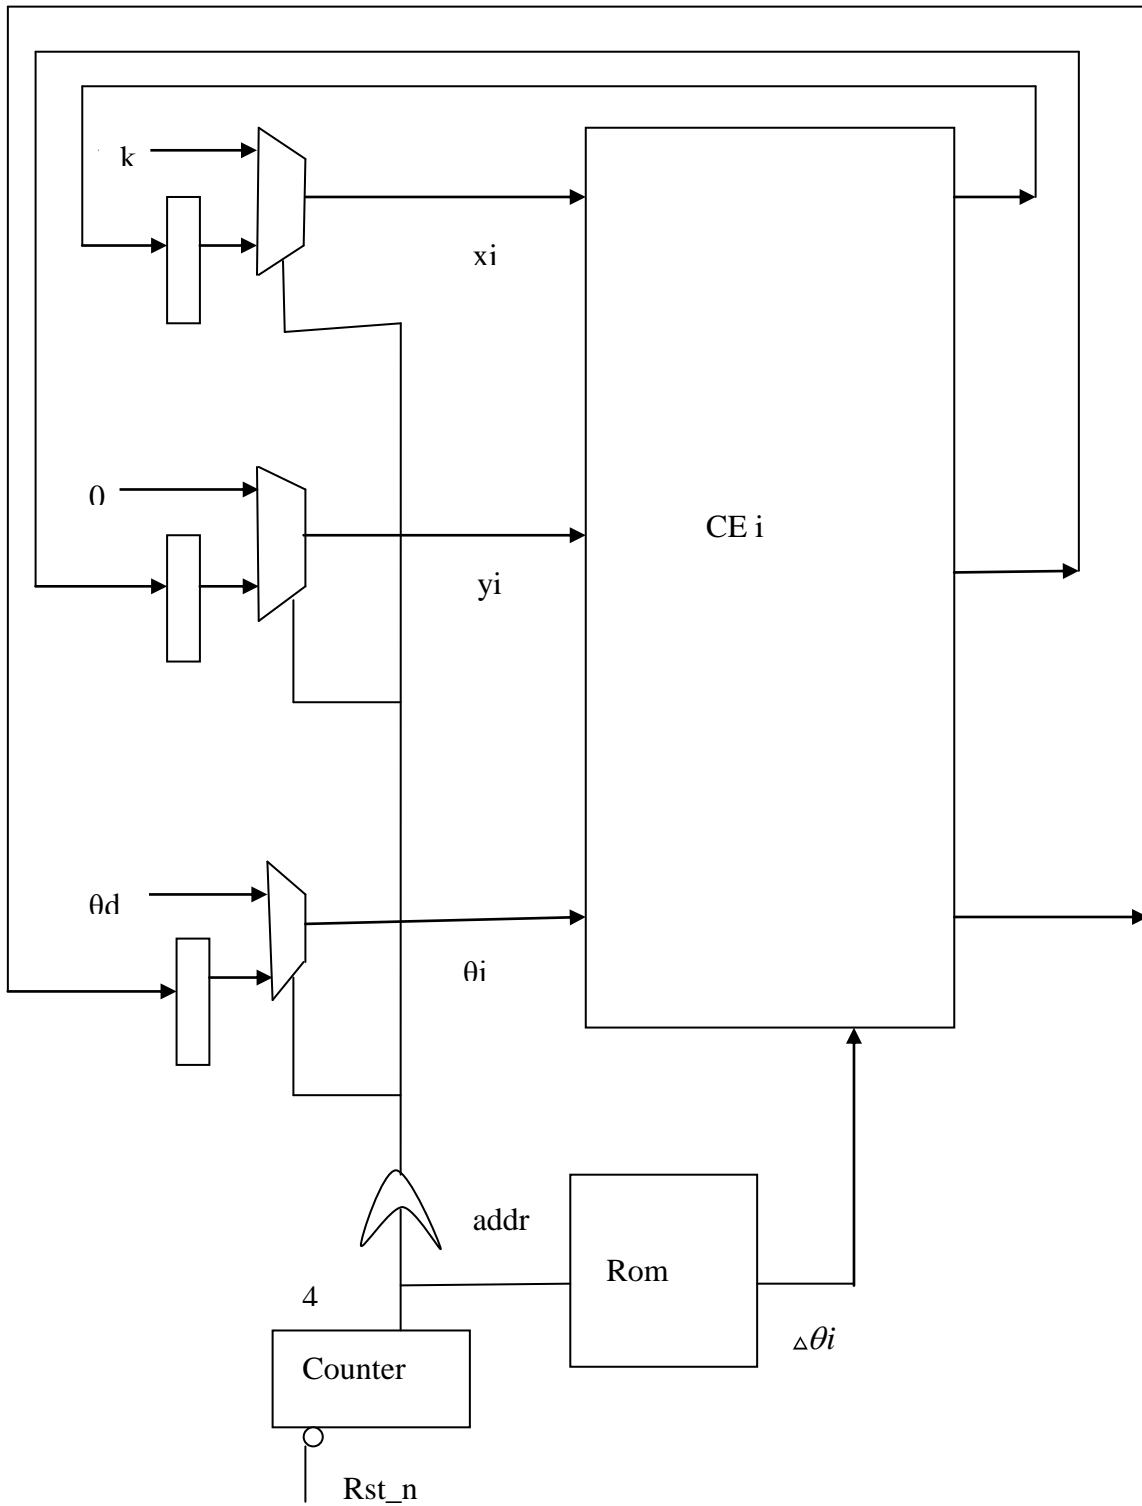 k
xi
0
CE i
yi
θd
θi
addr
Rom
4
△θi
Counter
Rst_n